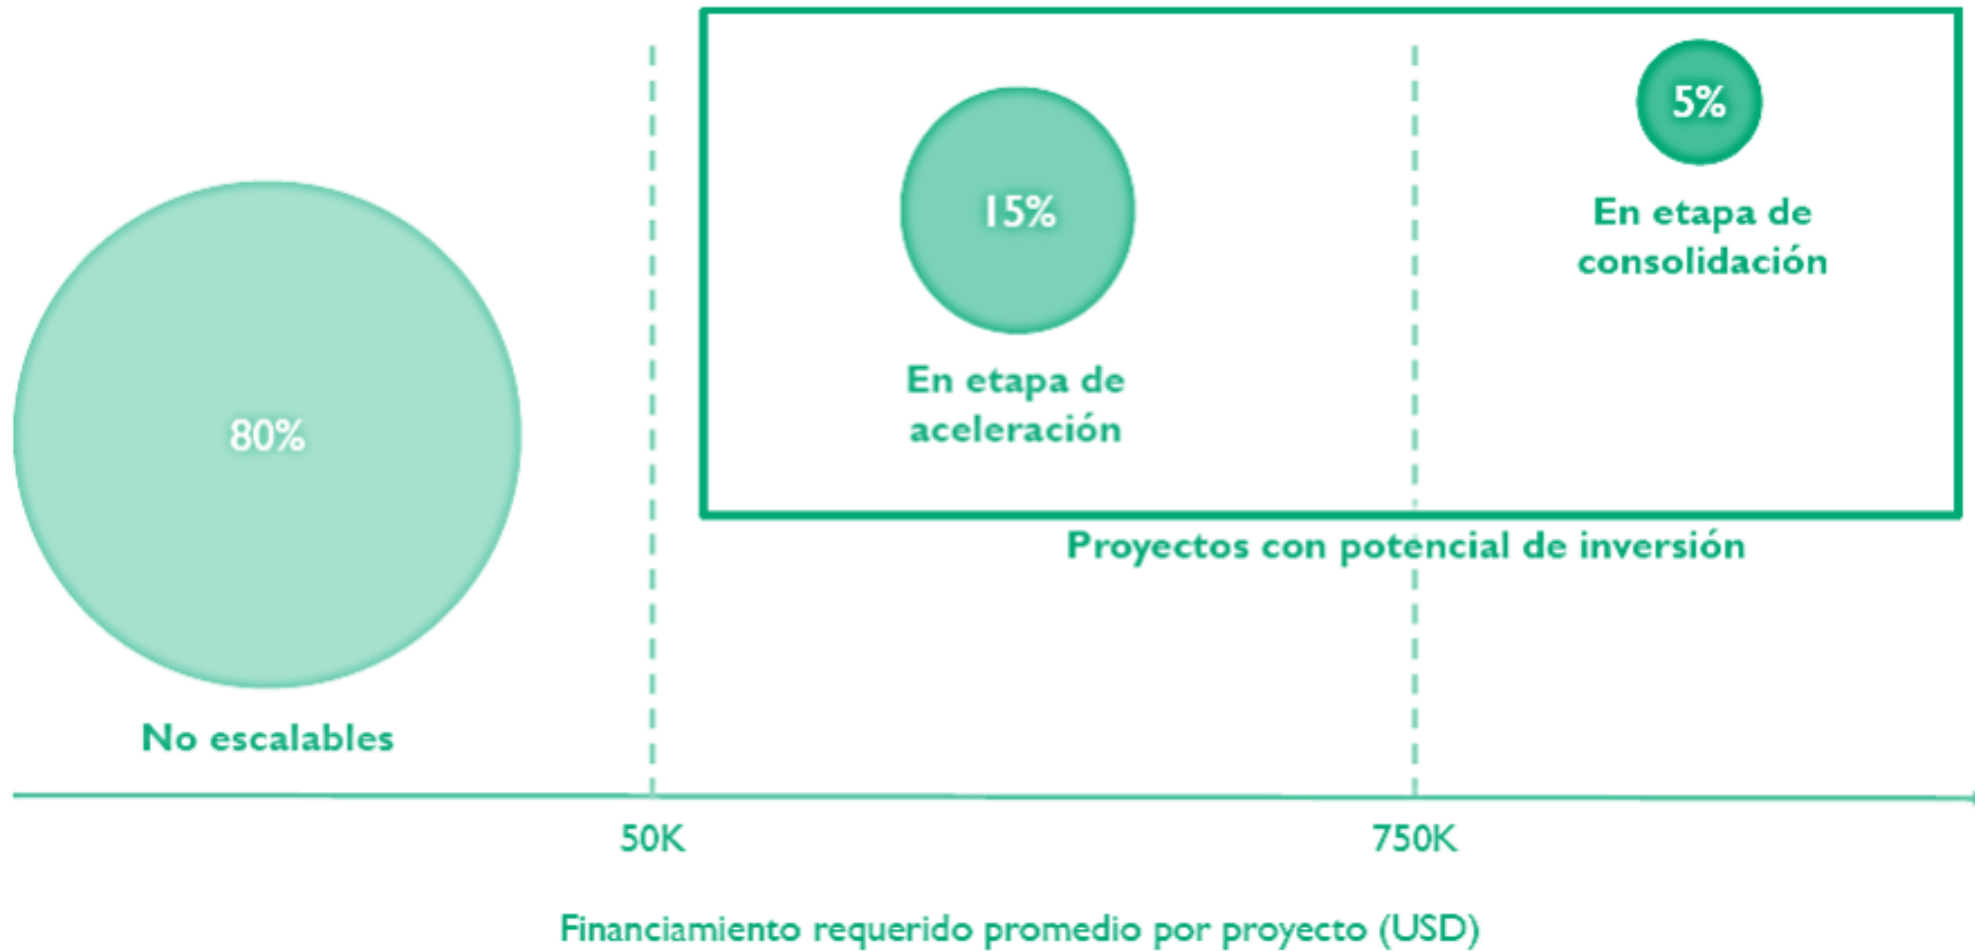 80%
No escalables
15%
En etapa de
aceleración
5%
En etapa de
consolidación
Proyectos con potencial de inversión
50K
750K
Financiamiento requerido promedio por proyecto (USD)